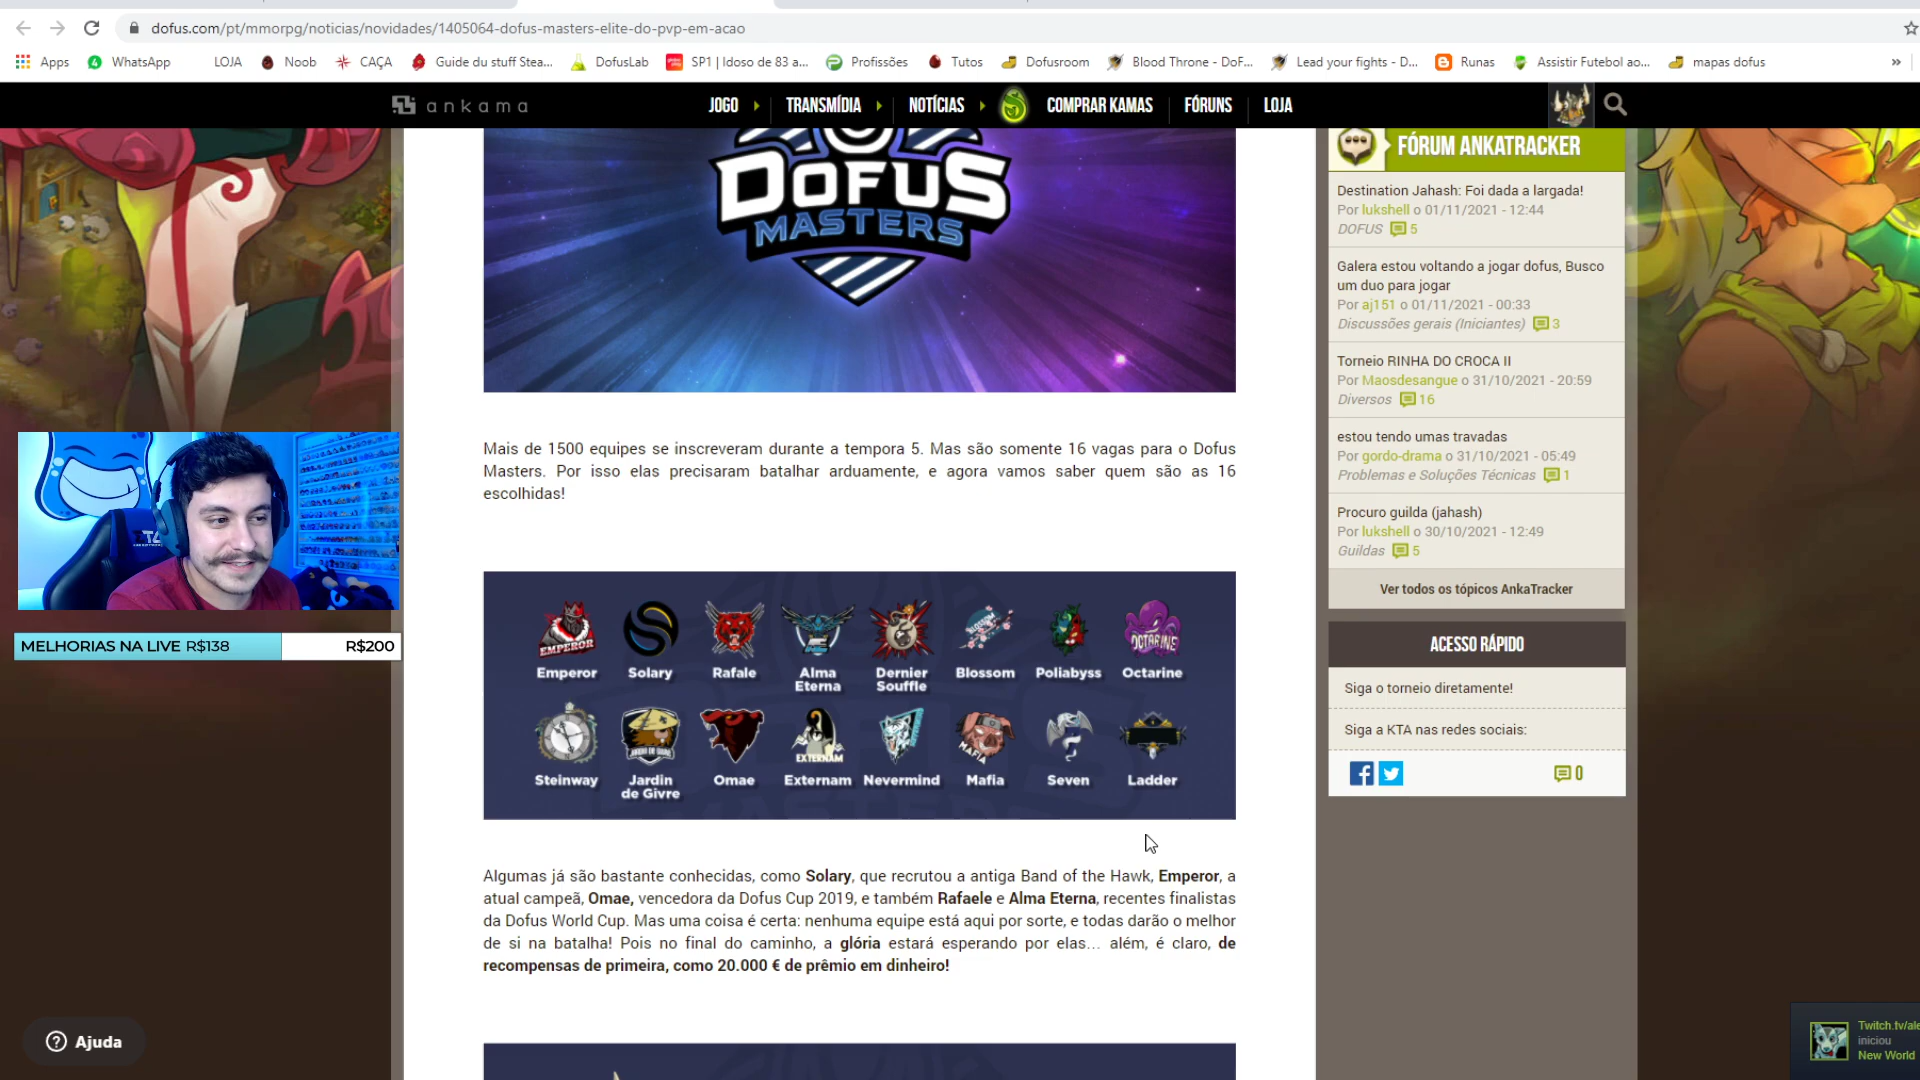 dofus.com/pt/mmorpg/noticias/novidades/1405064-dofus-masters-elite-do-pvp-em-acao
Apps
WhatsApp
LOJA
Noob
CAÇA
Guide du stuff Stea...
DofusLab
SP1 | Idoso de 83 a...
Profissões
Tutos
Dofusroom
Blood Throne - DoF...
Lead your fights - D...
Runas
Assistir Futebol ao...
mapas dofus
»
ankama
JOGO
TRANSMÍDIA
NOTÍCIAS
COMPRAR KAMAS
FÓRUNS
LOJA
DOFUS
MASTERS
Mais de 1500 equipes se inscreveram durante a tempora 5. Mas são somente 16 vagas para o Dofus
Masters. Por isso elas precisaram batalhar arduamente, e agora vamos saber quem são as 16
escolhidas!
EMPEROR
OCTARINE
Emperor
Solary
Rafale
Alma
Eterna
Dernier
Souffle
Blossom
Poliabyss
Octarine
JARDIN DE GIVRE
EXTERNAM
MAFIA
Steinway
Jardin
de Givre
Omae
Externam
Nevermind
Mafia
Seven
Ladder
Algumas já são bastante conhecidas, como Solary, que recrutou a antiga Band of the Hawk, Emperor, a
atual campeã, Omae, vencedora da Dofus Cup 2019, e também Rafaele e Alma Eterna, recentes finalistas
da Dofus World Cup. Mas uma coisa é certa: nenhuma equipe está aqui por sorte, e todas darão o melhor
de si na batalha! Pois no final do caminho, a glória estará esperando por elas… além, é claro, de
recompensas de primeira, como 20.000 € de prêmio em dinheiro!
FÓRUM ANKATRACKER
Destination Jahash: Foi dada a largada!
Por lukshell o 01/11/2021 - 12:44
DOFUS 5
Galera estou voltando a jogar dofus, Busco
um duo para jogar
Por aj151 o 01/11/2021 - 00:33
Discussões gerais (Iniciantes) 3
Torneio RINHA DO CROCA II
Por Maosdesangue o 31/10/2021 - 20:59
Diversos 16
estou tendo umas travadas
Por gordo-drama o 31/10/2021 - 05:49
Problemas e Soluções Técnicas 1
Procuro guilda (jahash)
Por lukshell o 30/10/2021 - 12:49
Guildas 5
Ver todos os tópicos AnkaTracker
ACESSO RÁPIDO
Siga o torneio diretamente!
Siga a KTA nas redes sociais:
0
MELHORIAS NA LIVE R$138
R$200
Ajuda
Twitch.tv/ale
iniciou
New World